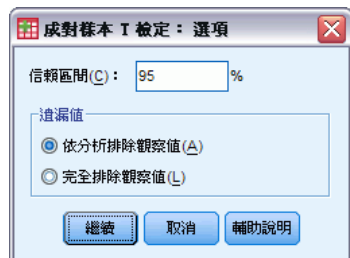 成對樣本 T 檢定：選項
信賴區間(C)： 95 %
遺漏值
依分析排除觀察值(A)
完全排除觀察值(L)
繼續 取消 輔助說明